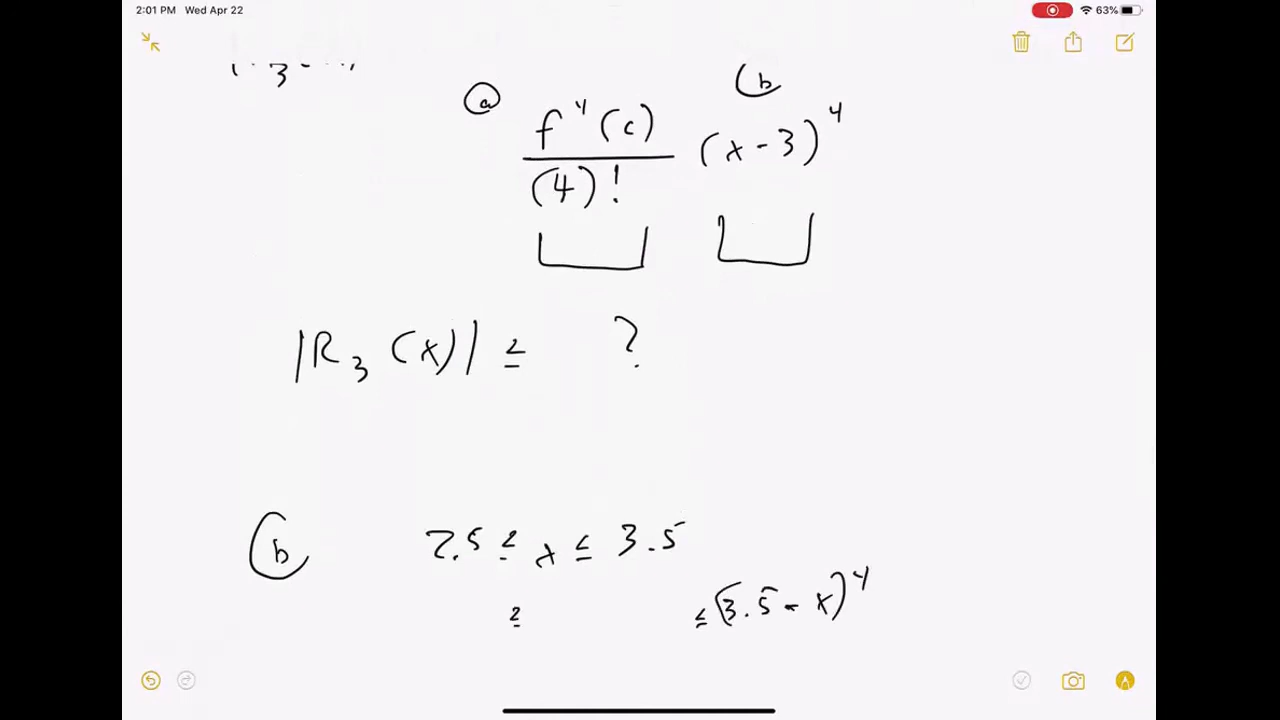 2:01 PM Wed Apr 22 63%
ⓐ ⓑ
f⁴(c) (x-3)⁴
(4)!
|R₃(x)| ≤ ?
ⓑ 2.5 ≤ x ≤ 3.5
≤ ≤(3.5-x)⁴